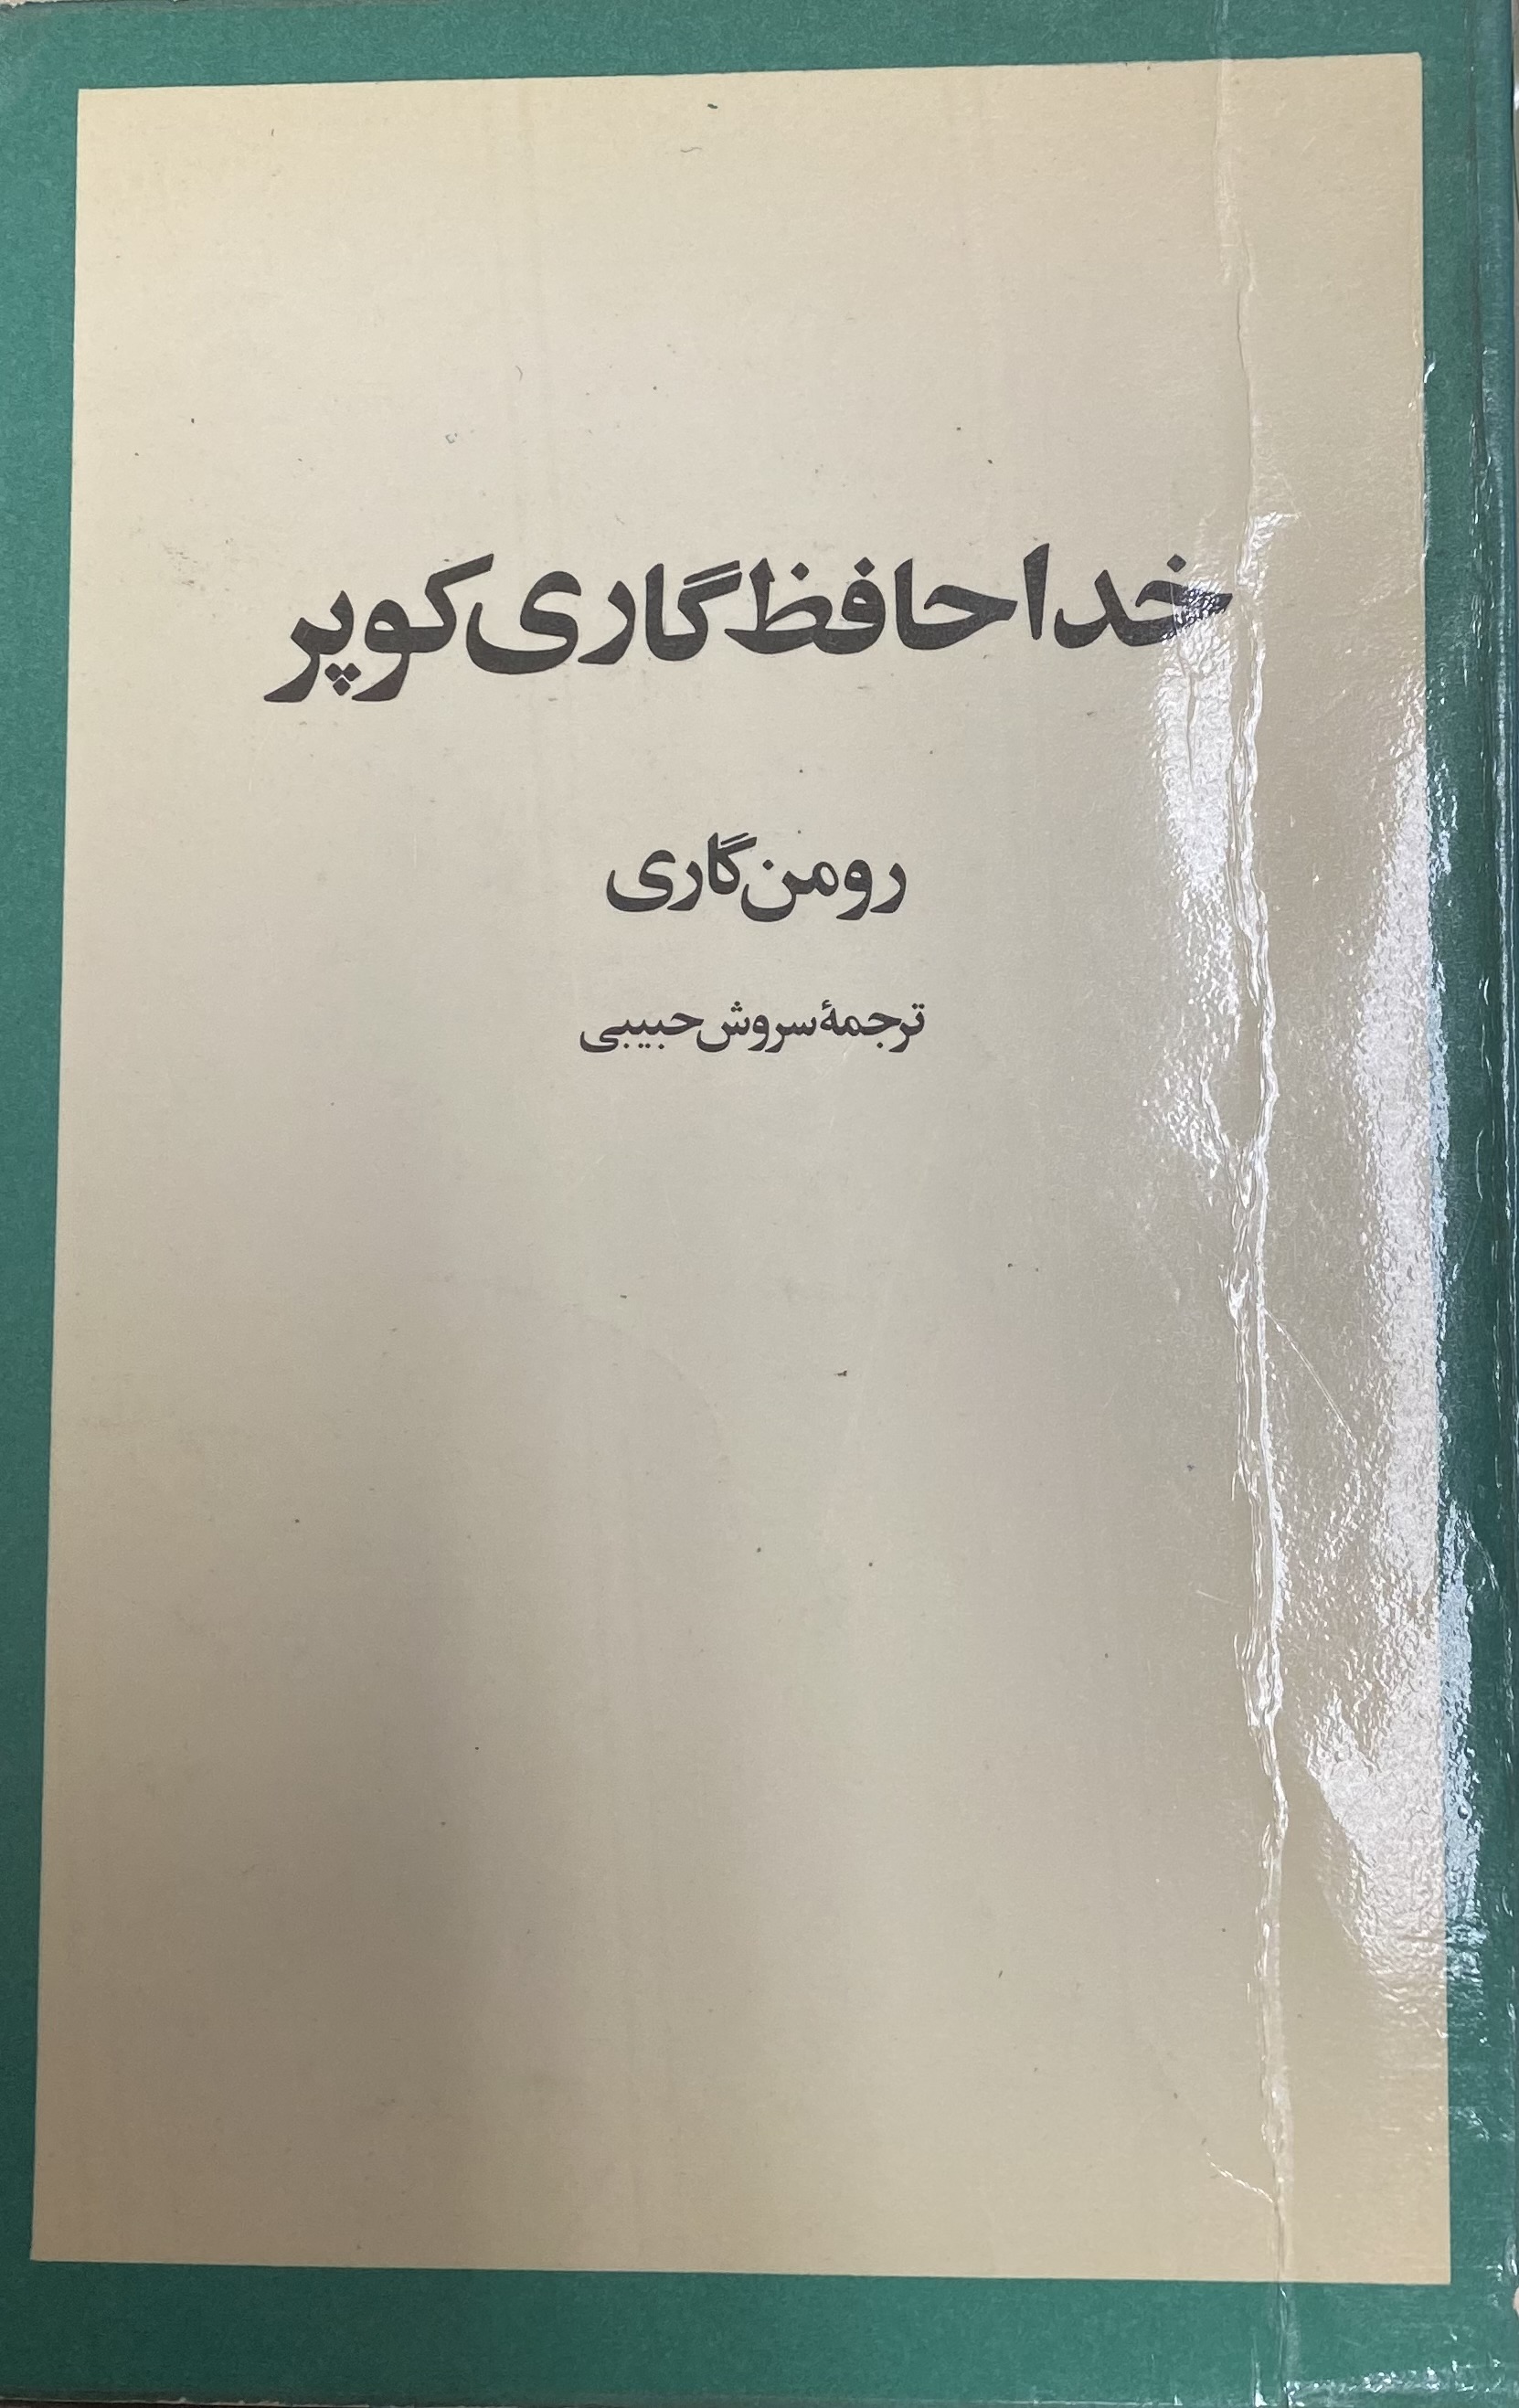 خداحافظ گاری کوپر
رومن گاری
ترجمهٔ سروش حبیبی